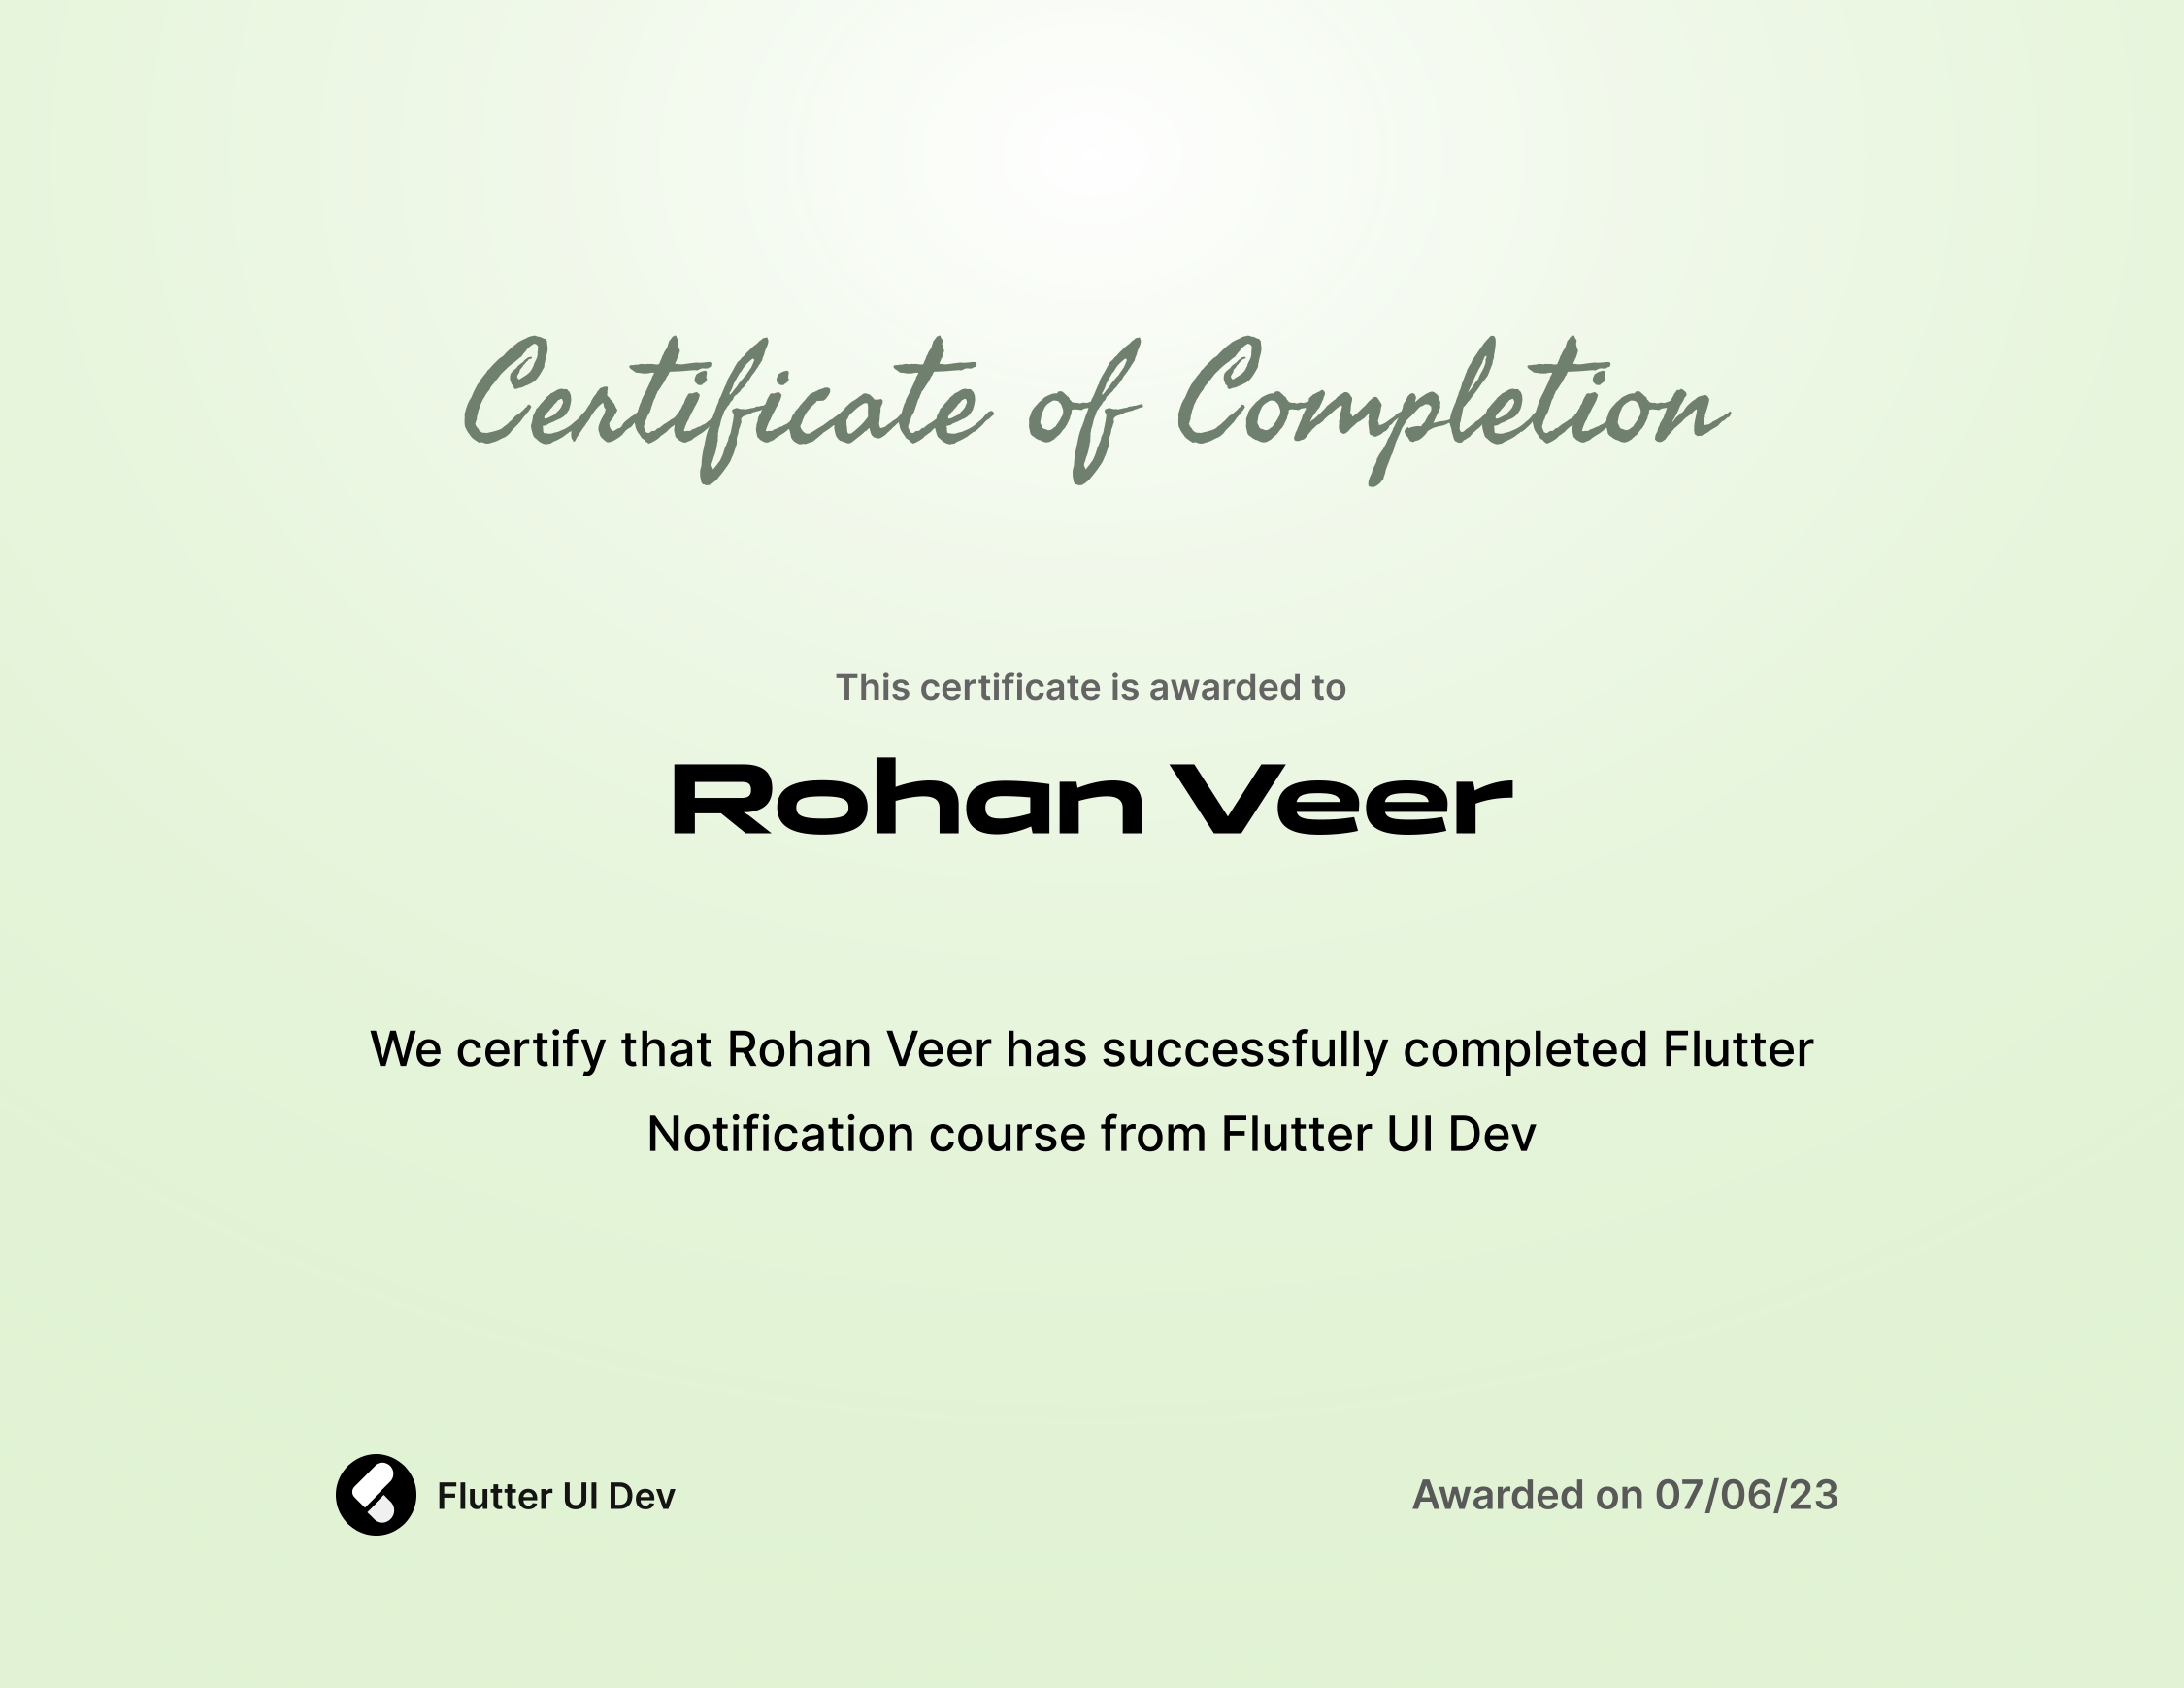 Certificate of Completion
This certificate is awarded to
Rohan Veer
We certify that Rohan Veer has successfully completed Flutter
Notification course from Flutter UI Dev
Flutter UI Dev
Awarded on 07/06/23